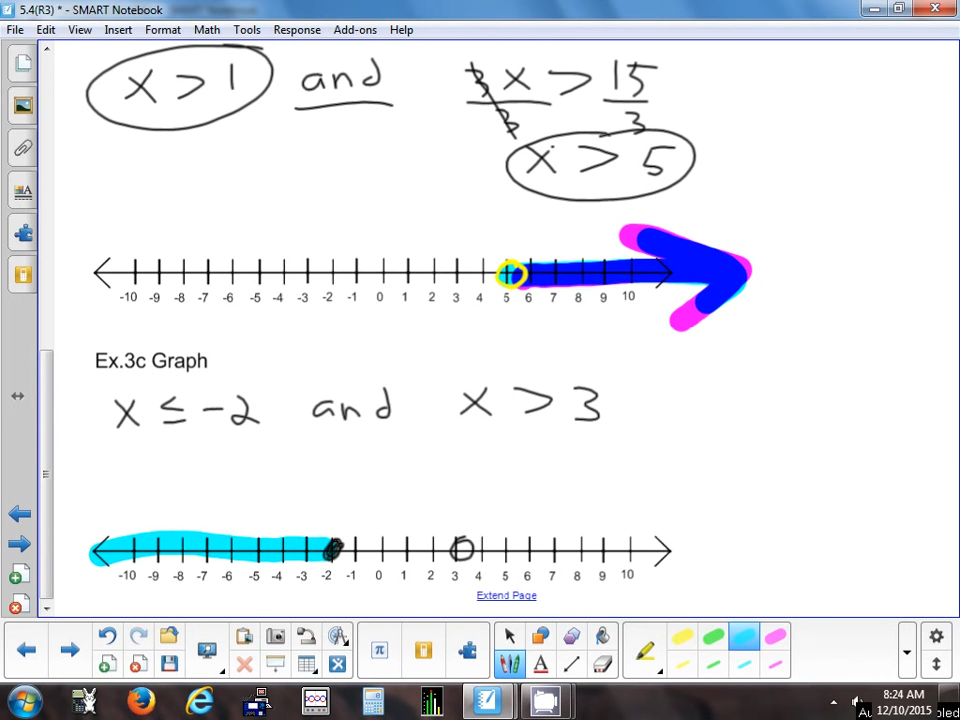 5.4(R3) * - SMART Notebook
File Edit View Insert Format Math Tools Response Add-ons Help
x > 1 and 3x > 15
3 3
x > 5
-10 -9 -8 -7 -6 -5 -4 -3 -2 -1 0 1 2 3 4 5 6 7 8 9 10
Ex.3c Graph
x ≤ -2 and x > 3
-10 -9 -8 -7 -6 -5 -4 -3 -2 -1 0 1 2 3 4 5 6 7 8 9 10
Extend Page
8:24 AM
12/10/2015